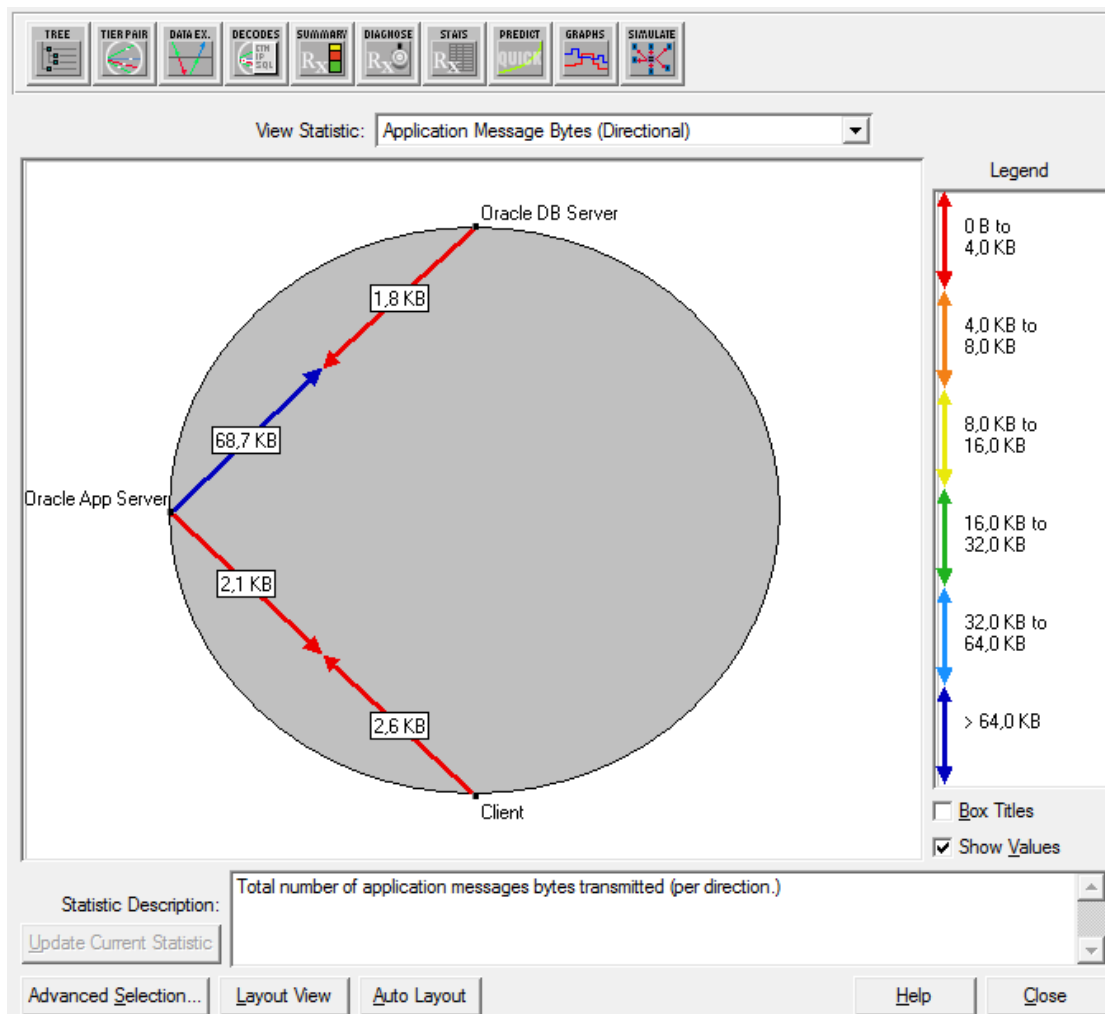 TREE
TIER PAIR
DATA EX.
DECODES
ETH
IP
SQL
SUMMARY
Rx
DIAGNOSE
Rx
STATS
Rx
PREDICT
QUICK
GRAPHS
SIMULATE
View Statistic: Application Message Bytes (Directional)
Legend
Oracle DB Server
1,8 KB
68,7 KB
Oracle App Server
2,1 KB
2,6 KB
Client
0 B to
4,0 KB
4,0 KB to
8,0 KB
8,0 KB to
16,0 KB
16,0 KB to
32,0 KB
32,0 KB to
64,0 KB
> 64,0 KB
Box Titles
Show Values
Statistic Description:
Total number of application messages bytes transmitted (per direction.)
Update Current Statistic
Advanced Selection...
Layout View
Auto Layout
Help
Close